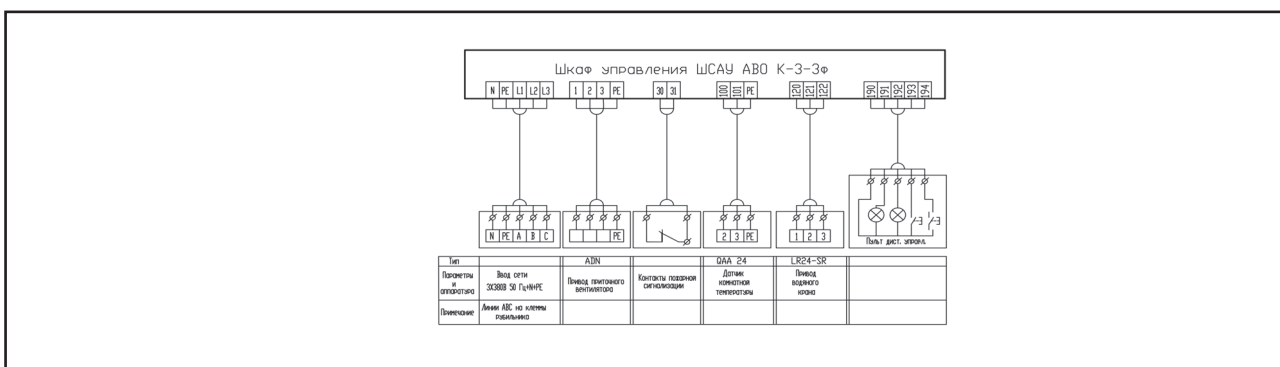 Шкаф управления ШСАУ АВО К-3-3ф
N PE L1 L2 L3 1 2 3 PE 30 31 100 101 PE 120 121 122 190 191 192 193 194
N PE A B C PE 2 3 PE 1 2 3
Пульт дист. управл.
Тип ADN QAA 24 LR24-SR
Параметры и аппаратура
Ввод сети
3X380В 50 Гц+N+PE
Привод приточного
вентилятора
Контакты пожарной
сигнализации
Датчик
комнатной
температуры
Привод
водяного
крана
Примечание
Линии АВС на клеммы
рубильника